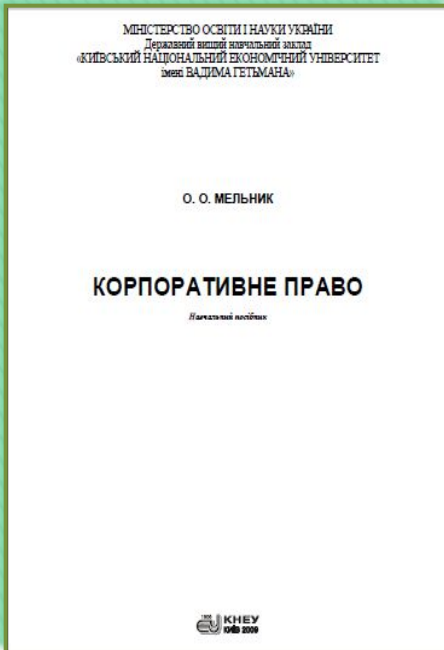 МІНІСТЕРСТВО ОСВІТИ І НАУКИ УКРАЇНИ
Державний вищий навчальний заклад
«КИЇВСЬКИЙ НАЦІОНАЛЬНИЙ ЕКОНОМІЧНИЙ УНІВЕРСИТЕТ
імені ВАДИМА ГЕТЬМАНА»
О. О. МЕЛЬНИК
КОРПОРАТИВНЕ ПРАВО
Навчальний посібник
КНЕУ
КИЇВ 2009